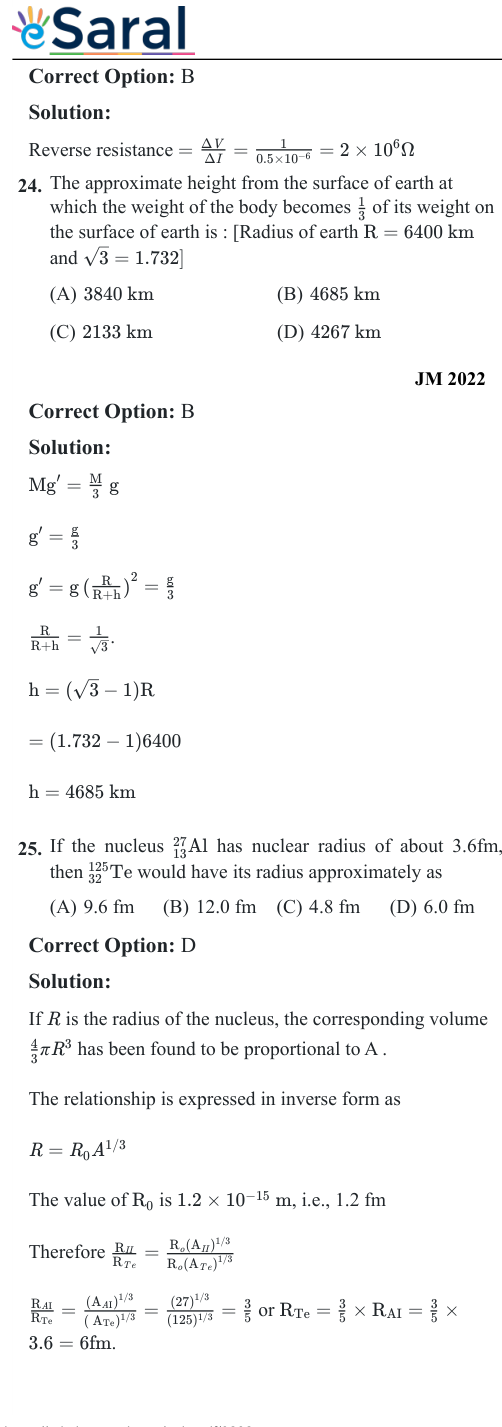 eSaral
Correct Option: B
Solution:
Reverse resistance = ΔV/ΔI = 1/(0.5×10⁻⁶) = 2 × 10⁶Ω
24. The approximate height from the surface of earth at
which the weight of the body becomes 1/3 of its weight on
the surface of earth is : [Radius of earth R = 6400 km
and √3 = 1.732]
(A) 3840 km (B) 4685 km
(C) 2133 km (D) 4267 km
JM 2022
Correct Option: B
Solution:
Mg′ = M/3 g
g′ = g/3
g′ = g (R/(R+h))² = g/3
R/(R+h) = 1/√3.
h = (√3 − 1)R
= (1.732 − 1)6400
h = 4685 km
25. If the nucleus ²⁷₁₃Al has nuclear radius of about 3.6fm,
then ¹²⁵₃₂Te would have its radius approximately as
(A) 9.6 fm (B) 12.0 fm (C) 4.8 fm (D) 6.0 fm
Correct Option: D
Solution:
If R is the radius of the nucleus, the corresponding volume
4/3 πR³ has been found to be proportional to A .
The relationship is expressed in inverse form as
R = R₀A^(1/3)
The value of R₀ is 1.2 × 10⁻¹⁵ m, i.e., 1.2 fm
Therefore R_II/R_Te = R_o(A_II)^(1/3)/R_o(A_Te)^(1/3)
R_AI/R_Te = (A_AI)^(1/3)/( A_Te)^(1/3) = (27)^(1/3)/(125)^(1/3) = 3/5 or R_Te = 3/5 × R_AI = 3/5 ×
3.6 = 6fm.